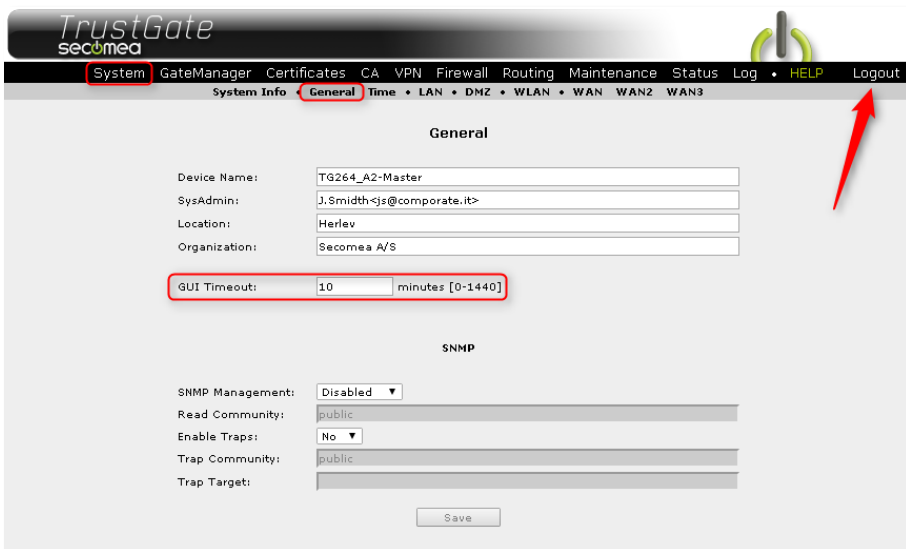 TrustGate
secomea
System GateManager Certificates CA VPN Firewall Routing Maintenance Status Log • HELP Logout
System Info • General Time • LAN • DMZ • WLAN • WAN WAN2 WAN3
General
Device Name: TG264_A2-Master
SysAdmin: J.Smidth<js@comporate.it>
Location: Herlev
Organization: Secomea A/S
GUI Timeout: 10 minutes [0-1440]
SNMP
SNMP Management: Disabled
Read Community: public
Enable Traps: No
Trap Community: public
Trap Target:
Save